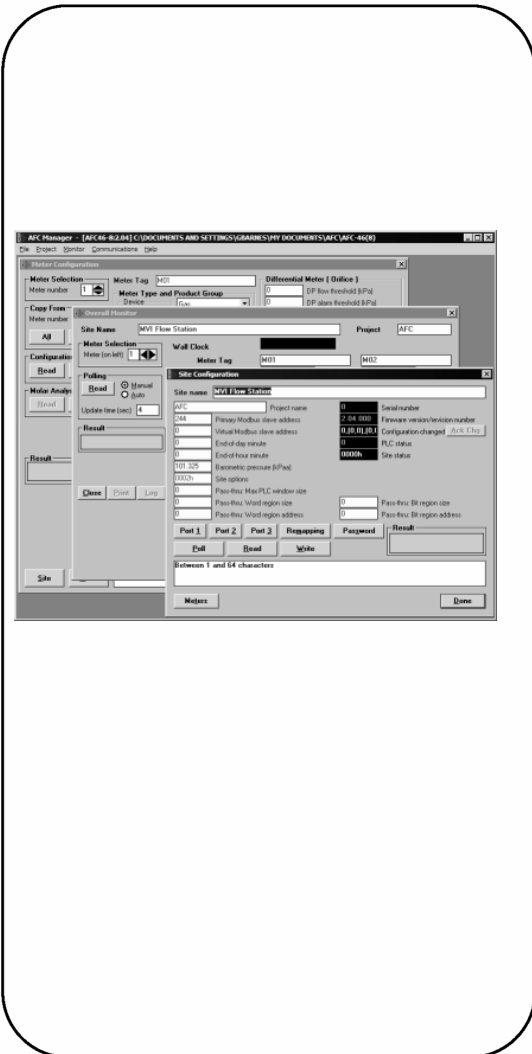 AFC Manager - [AFC46-8:2.04] C:\DOCUMENTS AND SETTINGS\GBARNES\MY DOCUMENTS\AFC\AFC-46(8)
File Project Monitor Communications Help
Meter Configuration
Meter Selection
Meter number 1
Meter Tag M01
Meter Type and Product Group
Device Gas
Differential Meter ( Orifice )
0 DP flow threshold (kPa)
0 DP alarm threshold (kPa)
Copy From
Meter number
All
Configuration
Read
Molar Analysis
Read
Result
Site
Overall Monitor
Site Name MVI Flow Station
Project AFC
Meter Selection
Meter (on left) 1
Wall Clock
Meter Tag M01 M02
Polling
Read Manual
Auto
Update time (sec) 4
Result
Close Print Log
Site Configuration
Site name MVI Flow Station
AFC Project name
244 Primary Modbus slave address
0 Virtual Modbus slave address
0 End-of-day minute
0 End-of-hour minute
101.325 Barometric pressure (kPaa)
0002h Site options
0 Pass-thru: Max PLC window size
0 Pass-thru: Word region size
0 Pass-thru: Word region address
0 Serial number
2.04.000 Firmware version/revision number
Configuration changed Ack Chg
0 PLC status
0000h Site status
0 Pass-thru: Bit region size
0 Pass-thru: Bit region address
Port 1 Port 2 Port 3 Remapping Password
Result
Poll Read Write
Between 1 and 64 characters
Meters Done